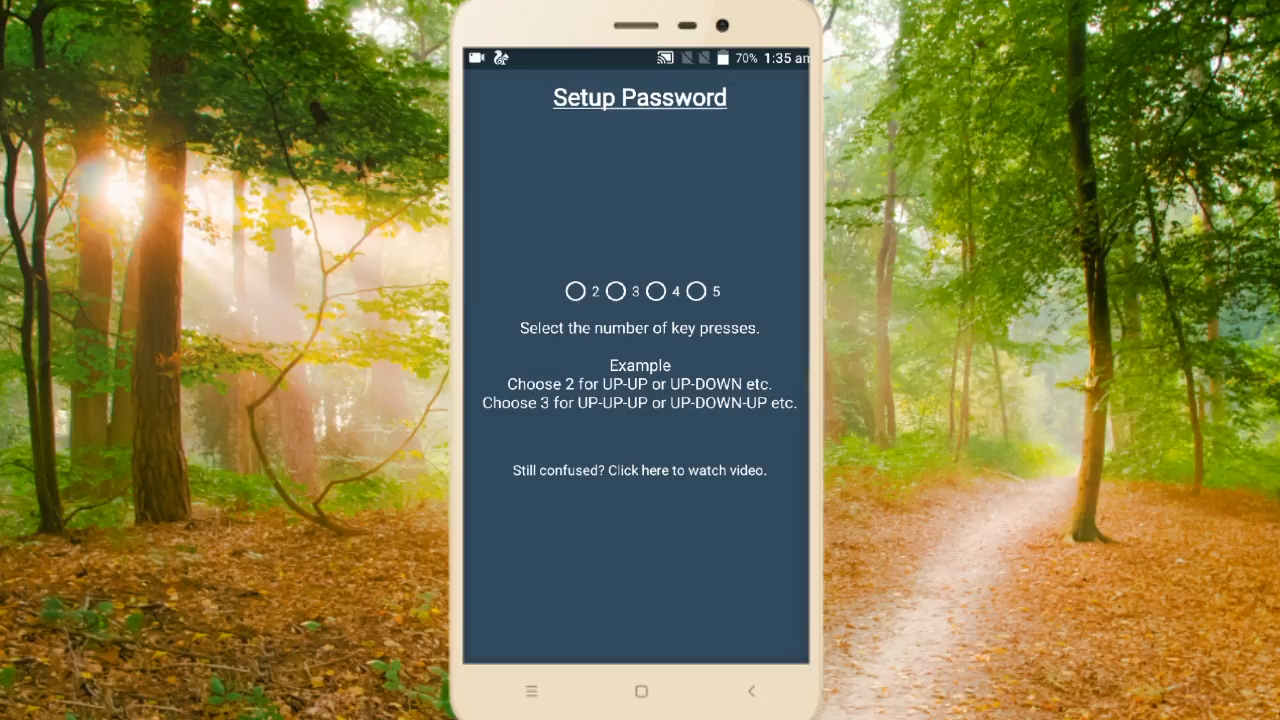 70% 1:35 am
Setup Password
2 3 4 5
Select the number of key presses.
Example
Choose 2 for UP-UP or UP-DOWN etc.
Choose 3 for UP-UP-UP or UP-DOWN-UP etc.
Still confused? Click here to watch video.